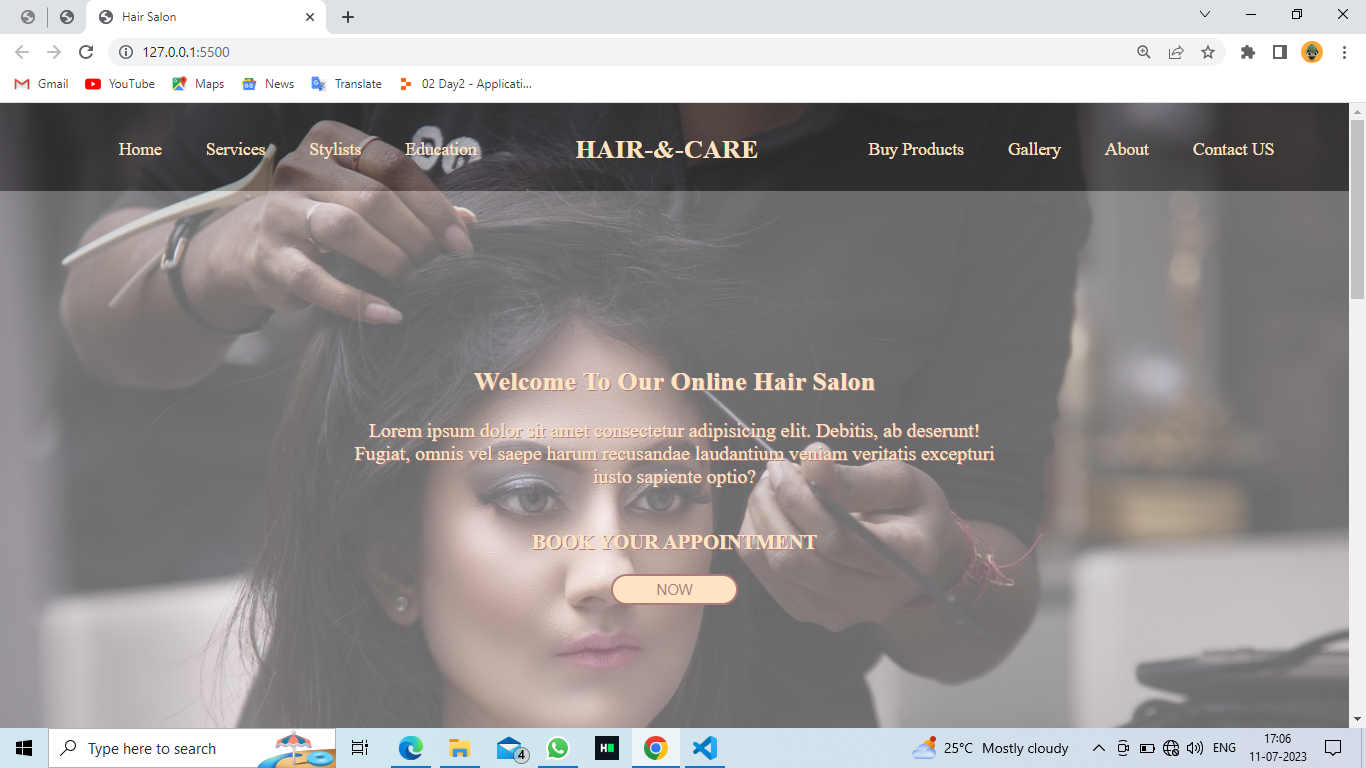 Hair Salon
127.0.0.1:5500
Gmail YouTube Maps News Translate 02 Day2 - Applicati...
Home Services Stylists Education HAIR-&-CARE Buy Products Gallery About Contact US
Welcome To Our Online Hair Salon
Lorem ipsum dolor sit amet consectetur adipisicing elit. Debitis, ab deserunt!
Fugiat, omnis vel saepe harum recusandae laudantium veniam veritatis excepturi
iusto sapiente optio?
BOOK YOUR APPOINTMENT
NOW
Type here to search 4 25°C Mostly cloudy ENG 17:06
11-07-2023